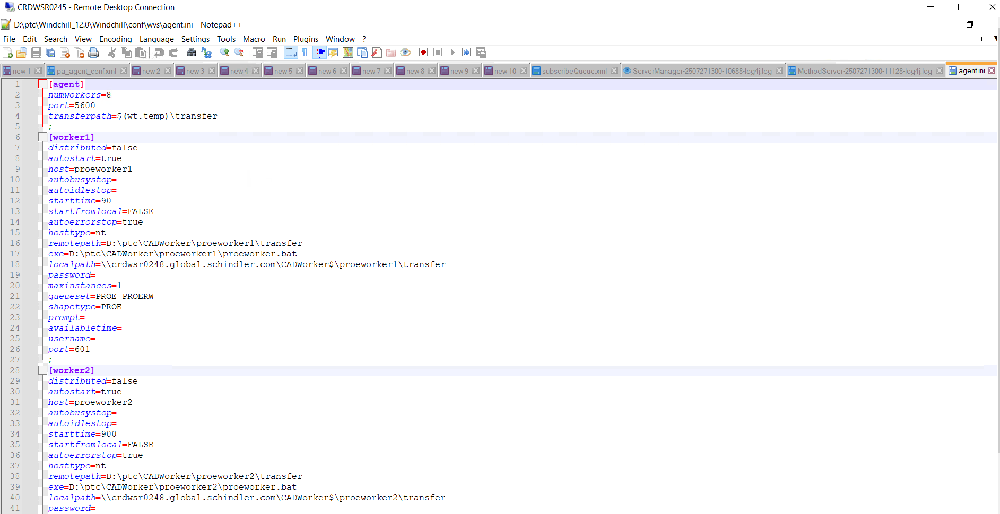 CRDWSR0245 - Remote Desktop Connection
D:\ptc\Windchill_12.0\Windchill\conf\wvs\agent.ini - Notepad++
File Edit Search View Encoding Language Settings Tools Macro Run Plugins Window ?
new 1 pa_agent_conf.xml new 2 new 3 new 4 new 5 new 6 new 7 new 8 new 9 new 10 subscribeQueue.xml ServerManager-2507271300-10688-log4j.log MethodServer-2507271300-11128-log4j.log agent.ini
1 [agent]
2 numworkers=8
3 port=5600
4 transferpath=$(wt.temp)\transfer
5 ;
6 [worker1]
7 distributed=false
8 autostart=true
9 host=proeworker1
10 autobusystop=
11 autoidlestop=
12 starttime=90
13 startfromlocal=FALSE
14 autoerrorstop=true
15 hosttype=nt
16 remotepath=D:\ptc\CADWorker\proeworker1\transfer
17 exe=D:\ptc\CADWorker\proeworker1\proeworker.bat
18 localpath=\\crdwsr0248.global.schindler.com\CADWorker$\proeworker1\transfer
19 password=
20 maxinstances=1
21 queueset=PROE PROERW
22 shapetype=PROE
23 prompt=
24 availabletime=
25 username=
26 port=601
27 ;
28 [worker2]
29 distributed=false
30 autostart=true
31 host=proeworker2
32 autobusystop=
33 autoidlestop=
34 starttime=900
35 startfromlocal=FALSE
36 autoerrorstop=true
37 hosttype=nt
38 remotepath=D:\ptc\CADWorker\proeworker2\transfer
39 exe=D:\ptc\CADWorker\proeworker2\proeworker.bat
40 localpath=\\crdwsr0248.global.schindler.com\CADWorker$\proeworker2\transfer
41 password=